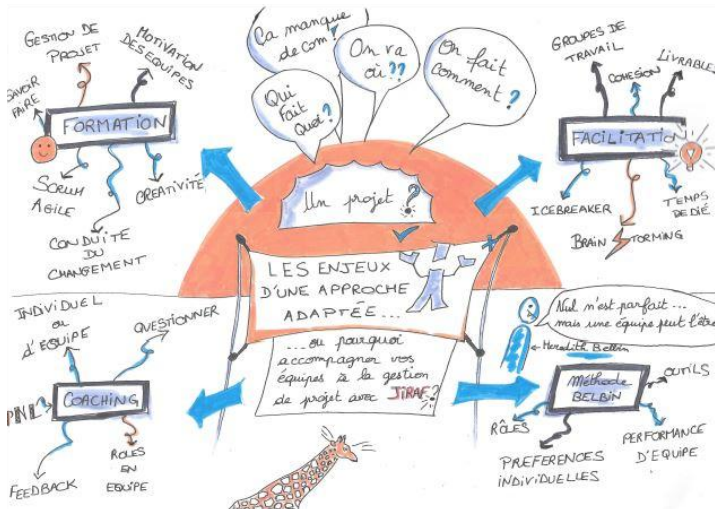 GESTION DE
PROJET
MOTIVATION
DES EQUIPES
SAVOIR
FAIRE
FORMATION
SCRUM
AGILE
CREATIVITÉ
CONDUITE
DU
CHANGEMENT
Ca manque
de com!
On va
où ??
On fait
comment ?
Qui
Fait
Quoi ?
Un projet ?
GROUPES DE
TRAVAIL
COHESION
LIVRABLES
FACILITATION
ICEBREAKER
BRAIN STORMING
TEMPS
DEDIÉ
LES ENJEUX
D'UNE APPROCHE
ADAPTÉE...
...ou pourquoi
accompagner vos
équipes à la gestion
de projet avec JiRAF ?
INDIVIDUEL
OU
D'EQUIPE
QUESTIONNER
PNL
COACHING
FEEDBACK
ROLES
EN
EQUIPE
Nul n'est parfait...
mais une équipe peut l'être
Meredith Belbin
Méthode
BELBIN
OUTILS
RÔLES
PREFERENCES
INDIVIDUELLES
PERFORMANCE
D'EQUIPE